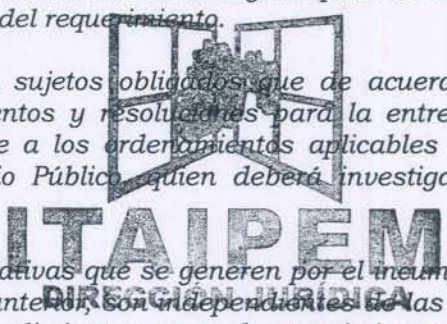 del requerimiento.
sujetos obligados que de acuerd
entos y resoluciones para la entre
e a los ordenamientos aplicables
io Público quien deberá investiga
ITAIPEM
ativas que se generen por el incum
DIRECCIÓN JURÍDICA
anterior, son independientes de las